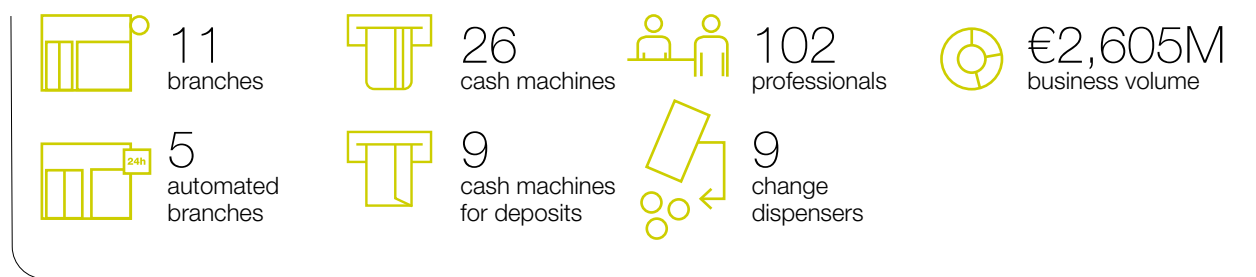 11
branches
26
cash machines
102
professionals
€2,605M
business volume
24h
5
automated
branches
9
cash machines
for deposits
9
change
dispensers